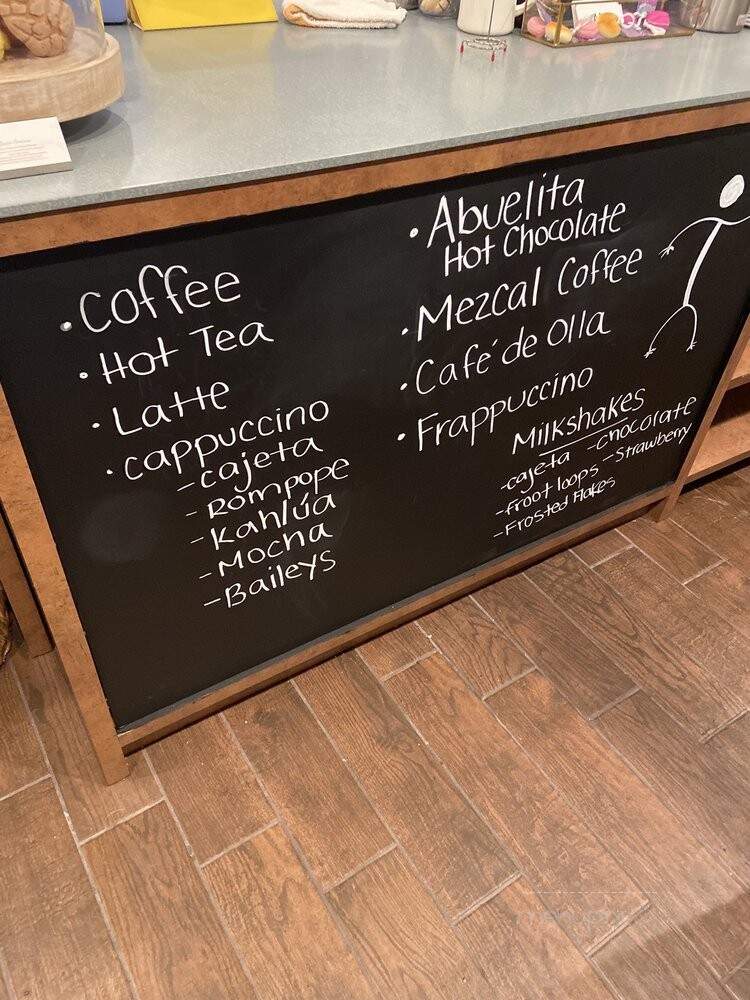 • Coffee
• Hot Tea
• Latte
• Cappuccino
- Cajeta
- Rompope
- Kahlúa
- Mocha
- Baileys
• Abuelita
Hot Chocolate
• Mezcal Coffee
• Café de Olla
• Frappuccino
Milkshakes
- cajeta - chocolate
- froot loops - Strawberry
- Frosted Flakes